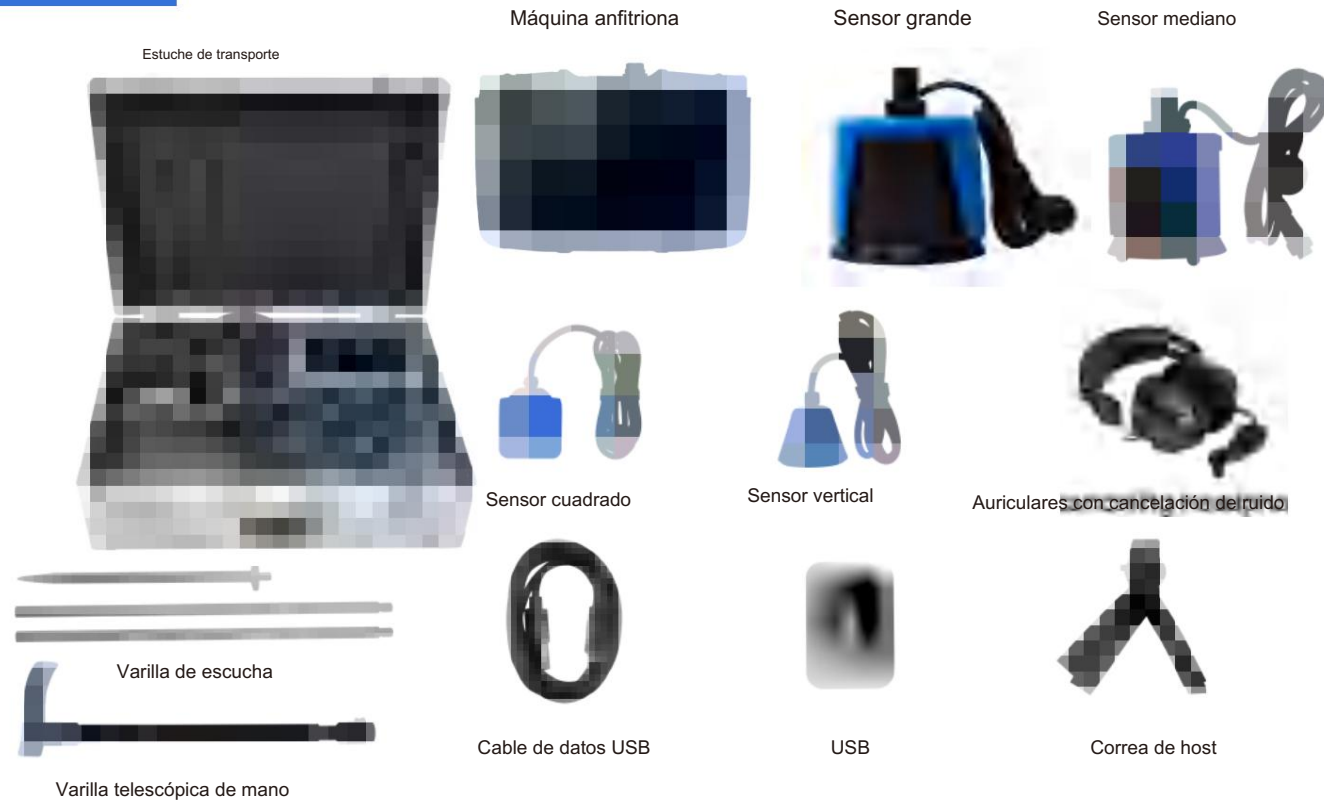 Máquina anfitriona
Sensor grande
Sensor mediano
Estuche de transporte
Sensor cuadrado
Sensor vertical
Auriculares con cancelación de ruido
Varilla de escucha
Cable de datos USB
USB
Correa de host
Varilla telescópica de mano